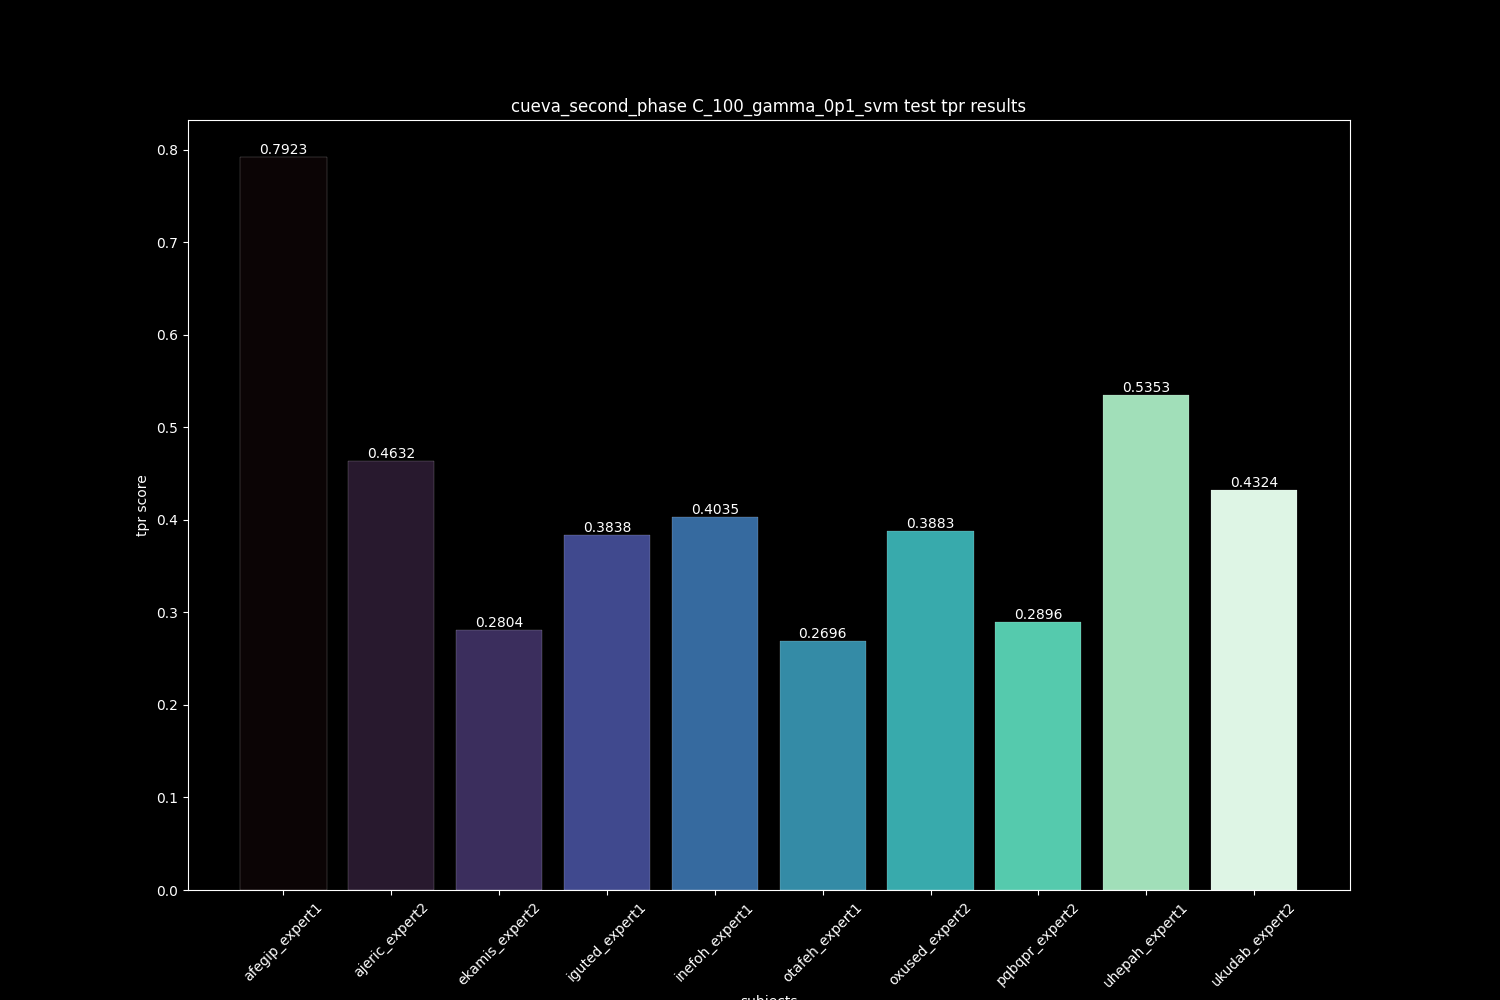 cueva_second_phase C_100_gamma_0p1_svm test tpr results
0.8
0.7
0.6
0.5
0.4
0.3
0.2
0.1
0.0
tpr score
0.7923
0.4632
0.2804
0.3838
0.4035
0.2696
0.3883
0.2896
0.5353
0.4324
afegip_expert1
ajeric_expert2
ekamis_expert2
iguted_expert1
inefoh_expert1
otafeh_expert1
oxused_expert2
pqbqpr_expert2
uhepah_expert1
ukudab_expert2
subjects